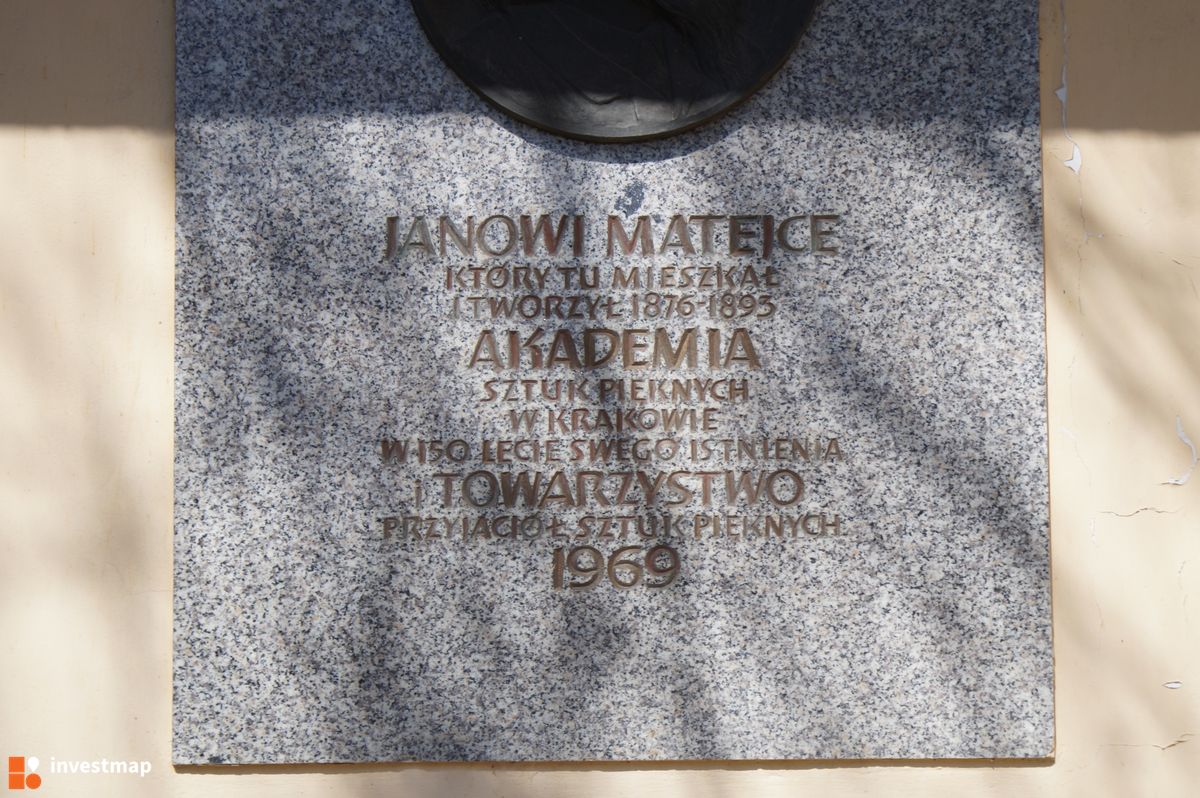 JANOWI MATEJCE
KTÓRY TU MIESZKAŁ
I TWORZYŁ 1876-1893
AKADEMIA
SZTUK PIĘKNYCH
W KRAKOWIE
W 150 LECIE SWEGO ISTNIENIA
i TOWARZYSTWO
PRZYJACIÓŁ SZTUK PIĘKNYCH
1969
investmap